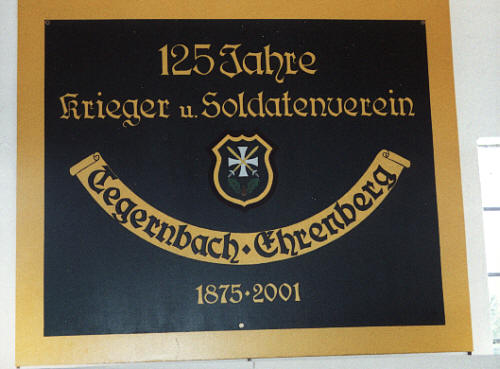 125 Jahre
Krieger u. Soldatenverein
Tegernbach · Ehrenberg
1875 · 2001